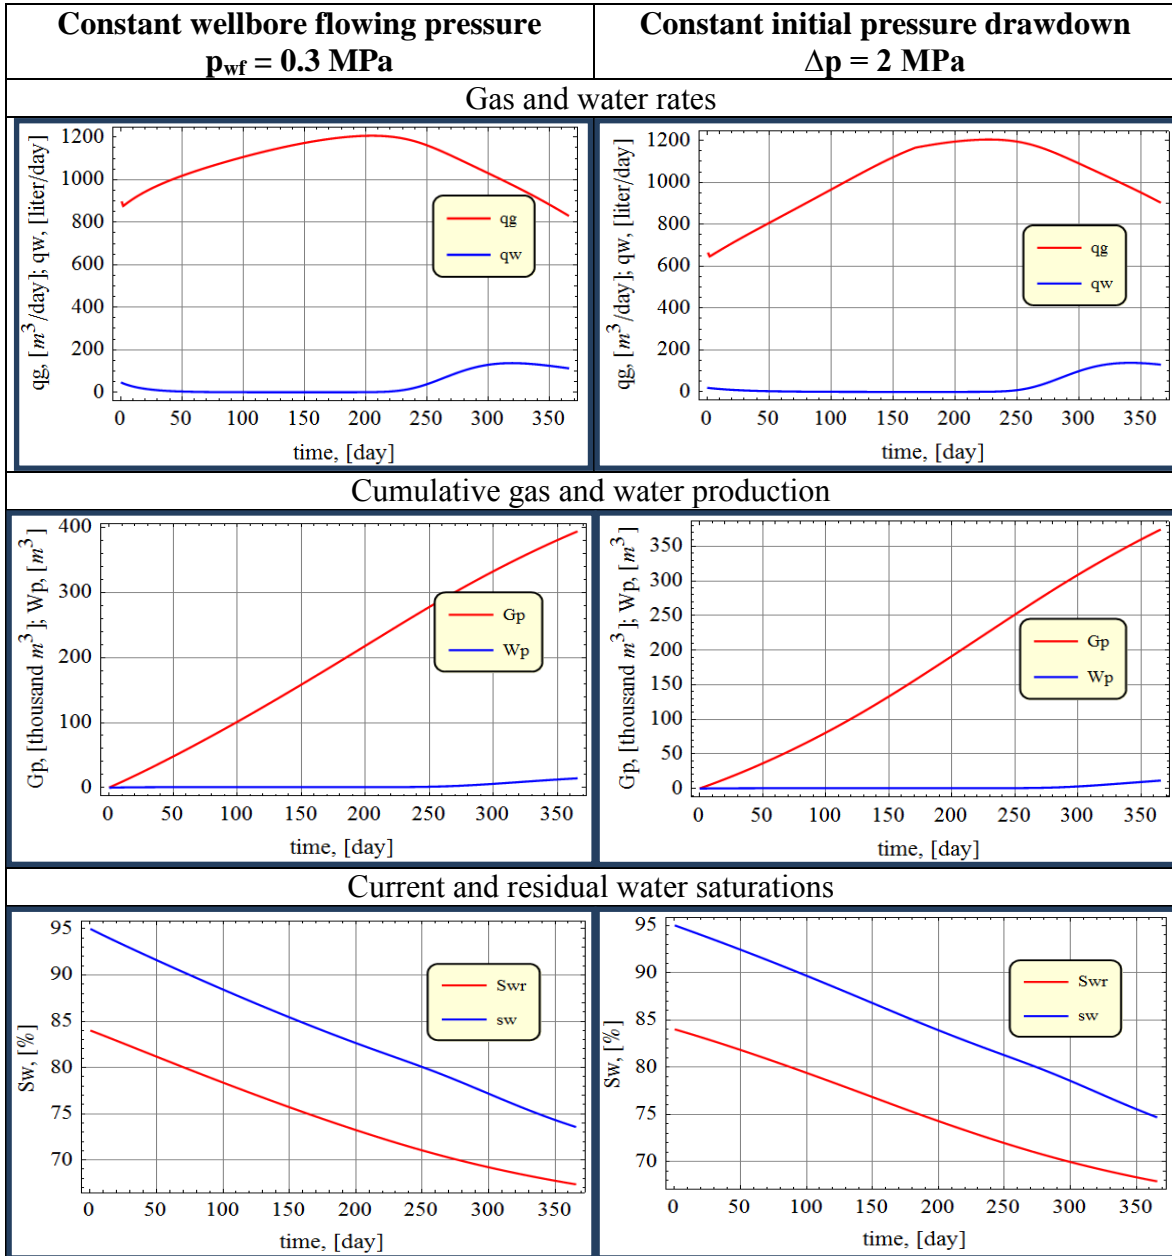 Constant wellbore flowing pressure
pwf = 0.3 MPa
Constant initial pressure drawdown
Δp = 2 MPa
Gas and water rates
qg, [m³/day]; qw, [liter/day]
1200
1000
800
600
400
200
0
qg
qw
0 50 100 150 200 250 300 350
time, [day]
qg, [m³/day]; qw, [liter/day]
1200
1000
800
600
400
200
0
qg
qw
0 50 100 150 200 250 300 350
time, [day]
Cumulative gas and water production
Gp, [thousand m³]; Wp, [m³]
400
300
200
100
0
Gp
Wp
0 50 100 150 200 250 300 350
time, [day]
Gp, [thousand m³]; Wp, [m³]
350
300
250
200
150
100
50
0
Gp
Wp
0 50 100 150 200 250 300 350
time, [day]
Current and residual water saturations
Sw, [%]
95
90
85
80
75
70
Swr
sw
0 50 100 150 200 250 300 350
time, [day]
Sw, [%]
95
90
85
80
75
70
Swr
sw
0 50 100 150 200 250 300 350
time, [day]